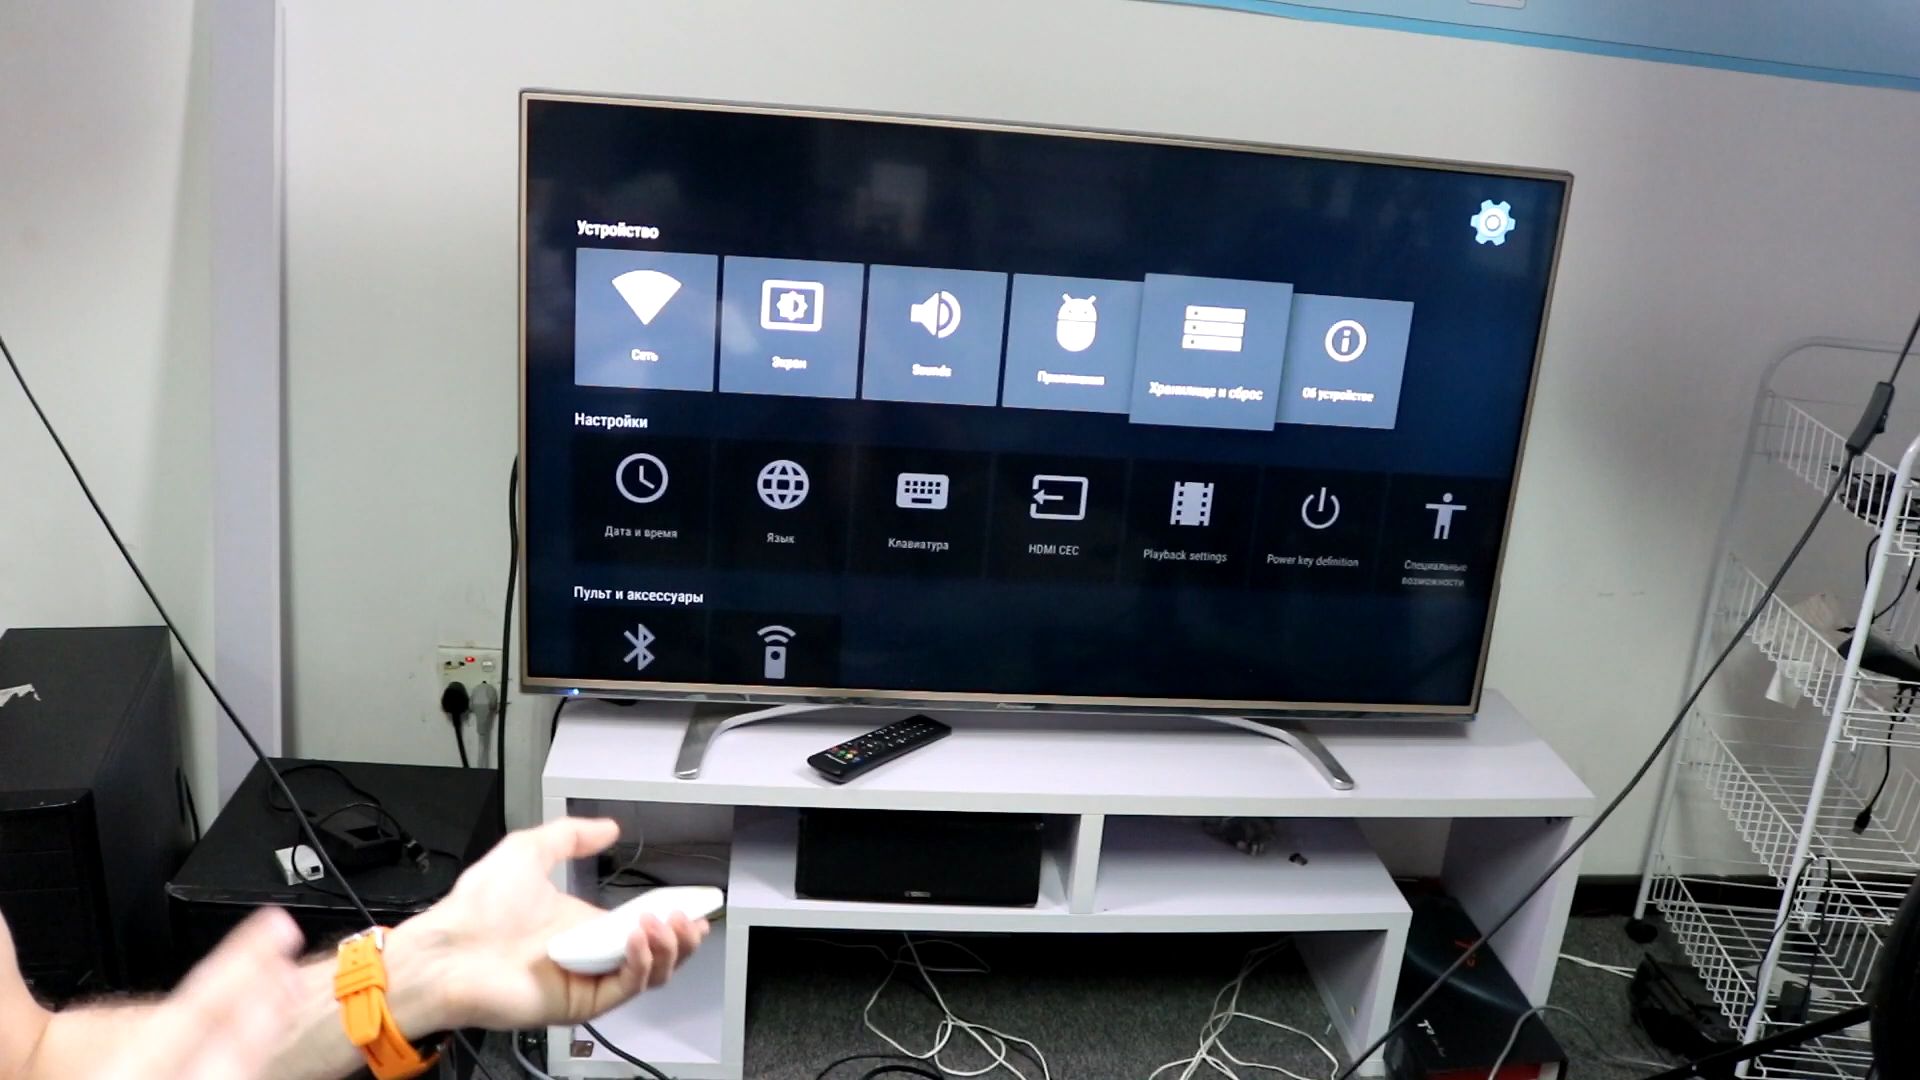 Устройство
Сеть
Экран
Sounds
Приложения
Хранилище и сброс
Об устройстве
Настройки
Дата и время
Язык
Клавиатура
HDMI CEC
Playback settings
Power key definition
Специальные
возможности
Пульт и аксессуары
Pioneer